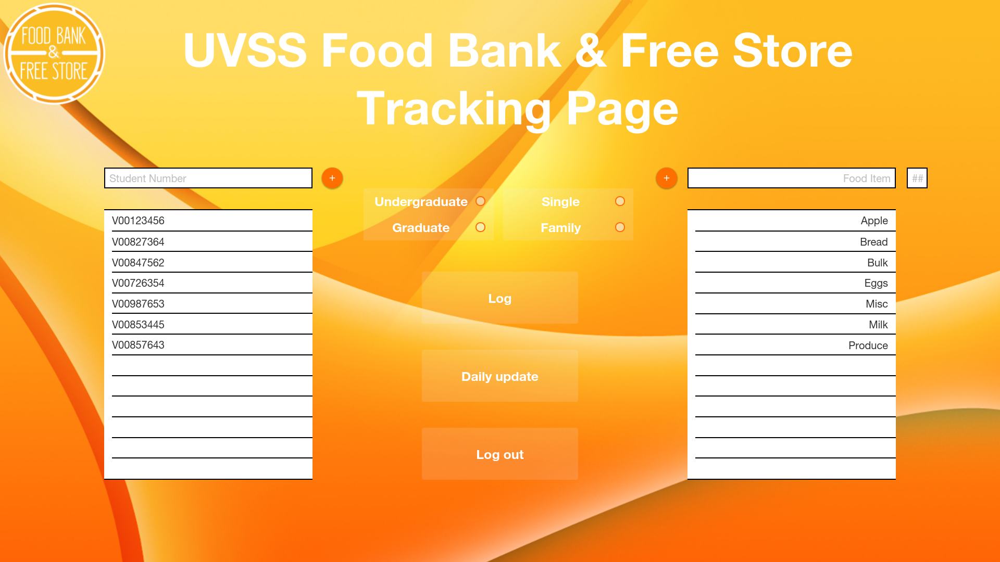 FOOD BANK
&
FREE STORE
UVSS Food Bank & Free Store
Tracking Page
Student Number
+
+
Food Item
##
Undergraduate
Graduate
Single
Family
V00123456
V00827364
V00847562
V00726354
V00987653
V00853445
V00857643
Log
Daily update
Log out
Apple
Bread
Bulk
Eggs
Misc
Milk
Produce